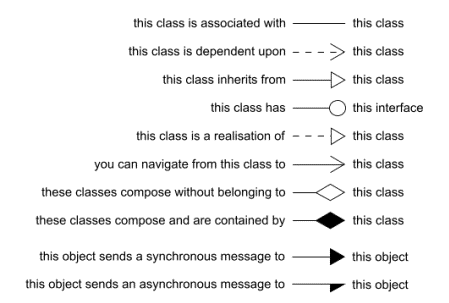 this class is associated with this class
this class is dependent upon this class
this class inherits from this class
this class has this interface
this class is a realisation of this class
you can navigate from this class to this class
these classes compose without belonging to this class
these classes compose and are contained by this class
this object sends a synchronous message to this object
this object sends an asynchronous message to this object